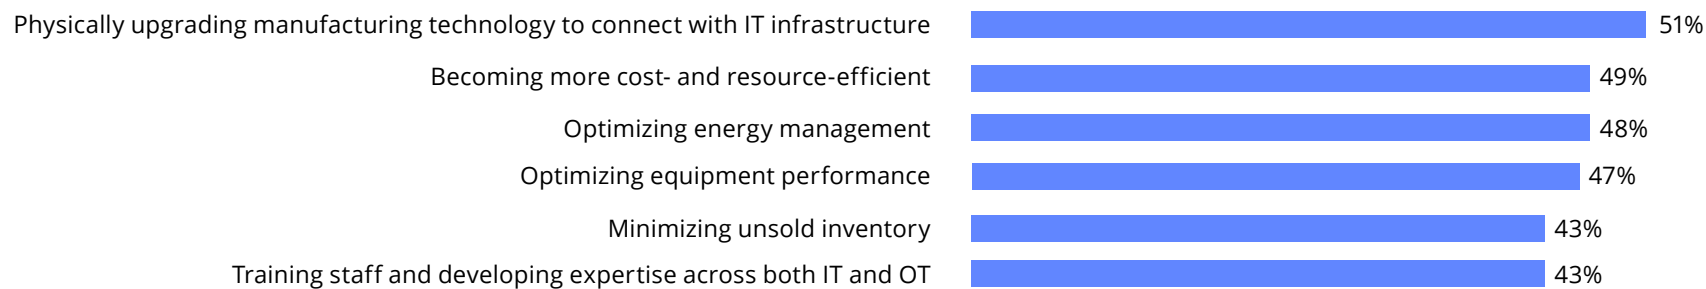 Physically upgrading manufacturing technology to connect with IT infrastructure 51%
Becoming more cost- and resource-efficient 49%
Optimizing energy management 48%
Optimizing equipment performance 47%
Minimizing unsold inventory 43%
Training staff and developing expertise across both IT and OT 43%